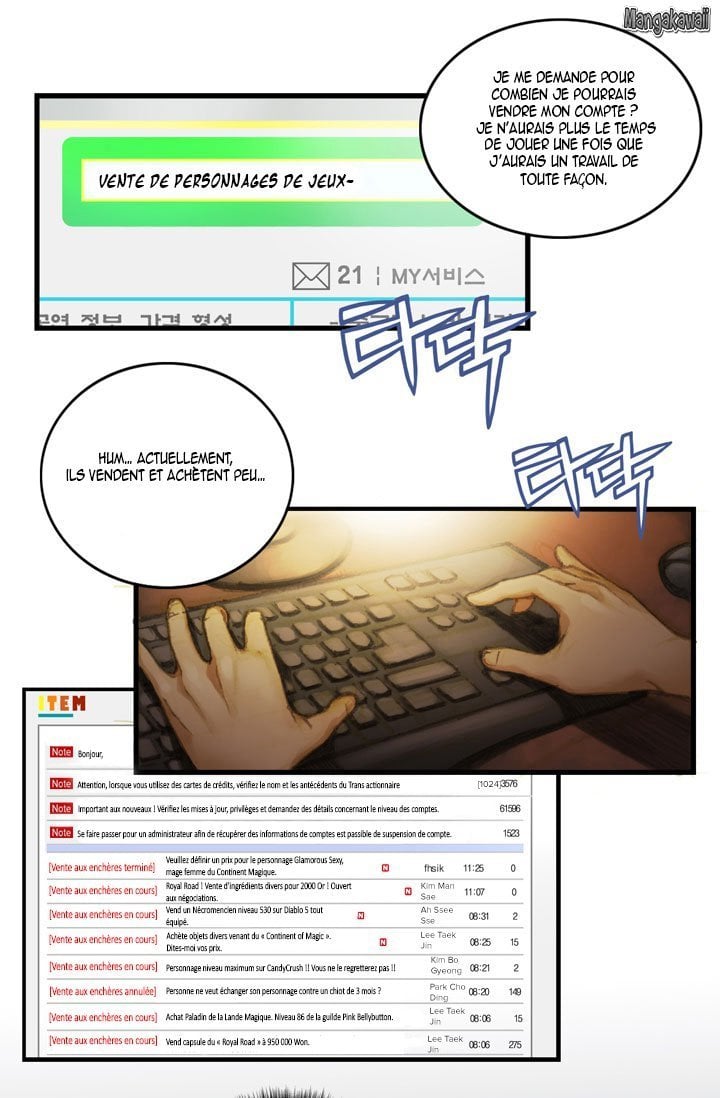 Mangakawaii
JE ME DEMANDE POUR
COMBIEN JE POURRAIS
VENDRE MON COMPTE ?
JE N'AURAIS PLUS LE TEMPS
DE JOUER UNE FOIS QUE
J'AURAIS UN TRAVAIL DE
TOUTE FAÇON.
VENTE DE PERSONNAGES DE JEUX-
21 | MY서비스
정보 가격 형성
타닥
HUM... ACTUELLEMENT,
ILS VENDENT ET ACHÈTENT PEU...
타닥
ITEM
Note Bonjour,
Note Attention, lorsque vous utilisez des cartes de crédits, vérifiez le nom et les antécédents du Trans actionnaire [1024]3576
Note Important aux nouveaux ! Vérifiez les mises à jour, privilèges et demandez des détails concernant le niveau des comptes. 61596
Note Se faire passer pour un administrateur afin de récupérer des informations de comptes est passible de suspension de compte. 1523
[Vente aux enchères terminé] Veuillez définir un prix pour le personnage Glamorous Sexy,
mage femme du Continent Magique. N fhsik 11:25 0
[Vente aux enchères en cours] Royal Road ! Vente d'ingrédients divers pour 2000 Or ! Ouvert
aux négociations. N Kim Man
Sae 11:07 0
[Vente aux enchères en cours] Vend un Nécromencien niveau 530 sur Diablo 5 tout
équipé. N Ah Ssee
Sse 08:31 2
[Vente aux enchères en cours] Achète objets divers venant du « Continent of Magic ».
Dites-moi vos prix. N Lee Taek
Jin 08:25 15
[Vente aux enchères en cours] Personnage niveau maximum sur CandyCrush !! Vous ne le regretterez pas !! Kim Bo
Gyeong 08:21 2
[Vente aux enchères annulée] Personne ne veut échanger son personnage contre un chiot de 3 mois ? Park Cho
Ding 08:20 149
[Vente aux enchères en cours] Achat Paladin de la Lande Magique. Niveau 86 de la guilde Pink Bellybutton. Lee Taek
Jin 08:06 15
[Vente aux enchères en cours] Vend capsule du « Royal Road » à 950 000 Won. Lee Taek
Jin 08:06 275